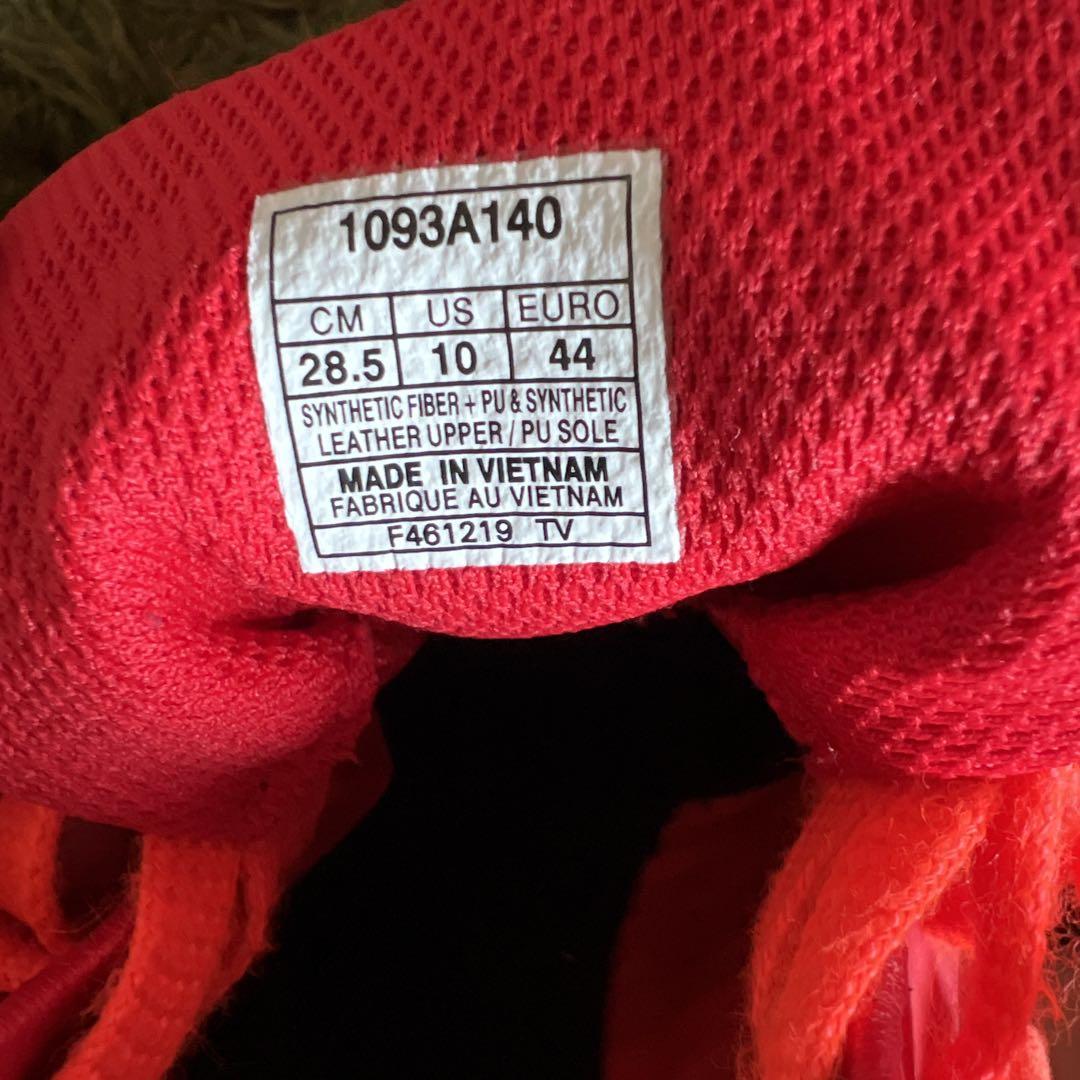 1093A140
CM US EURO
28.5 10 44
SYNTHETIC FIBER + PU & SYNTHETIC
LEATHER UPPER / PU SOLE
MADE IN VIETNAM
FABRIQUE AU VIETNAM
F461219 TV